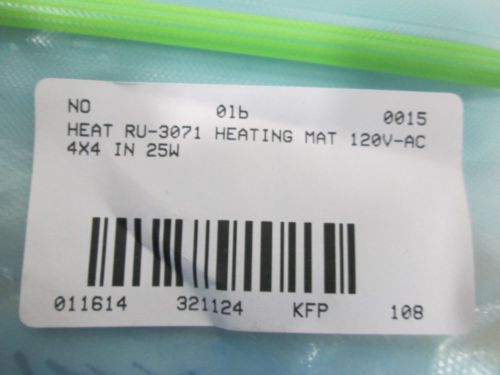 NO 01b 0015
HEAT RU-3071 HEATING MAT 120V-AC
4X4 IN 25W
011614 321124 KFP 108